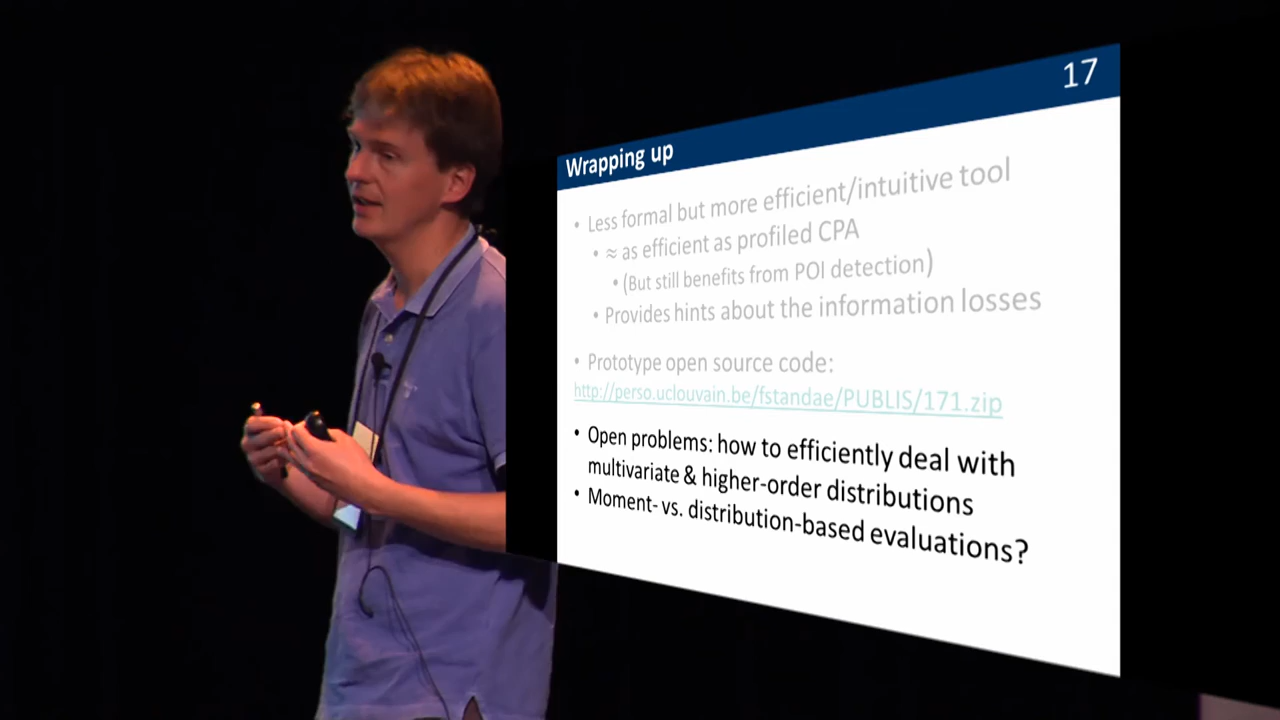 17
Wrapping up
• Less formal but more efficient/intuitive tool
• ≈ as efficient as profiled CPA
• (But still benefits from POI detection)
• Provides hints about the information losses
• Prototype open source code:
http://perso.uclouvain.be/fstandae/PUBLIS/171.zip
• Open problems: how to efficiently deal with
multivariate & higher-order distributions
• Moment- vs. distribution-based evaluations?